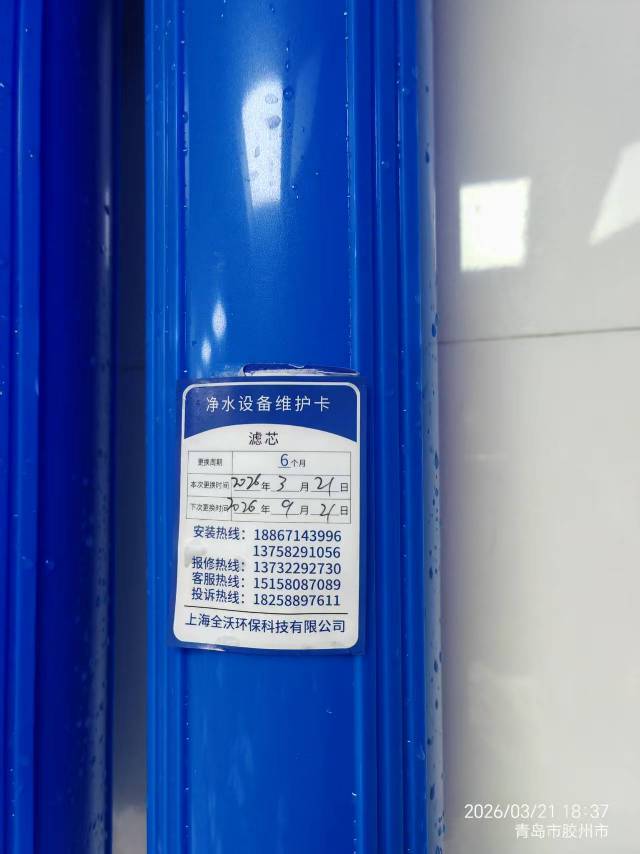 净水设备维护卡
滤芯
更换周期 6个月
本次更换时间 2026年 3月 21日
下次更换时间 2026年 9月 21日
安装热线：18867143996
13758291056
报修热线：13732292730
客服热线：15158087089
投诉热线：18258897611
上海全沃环保科技有限公司
2026/03/21 18:37
青岛市胶州市